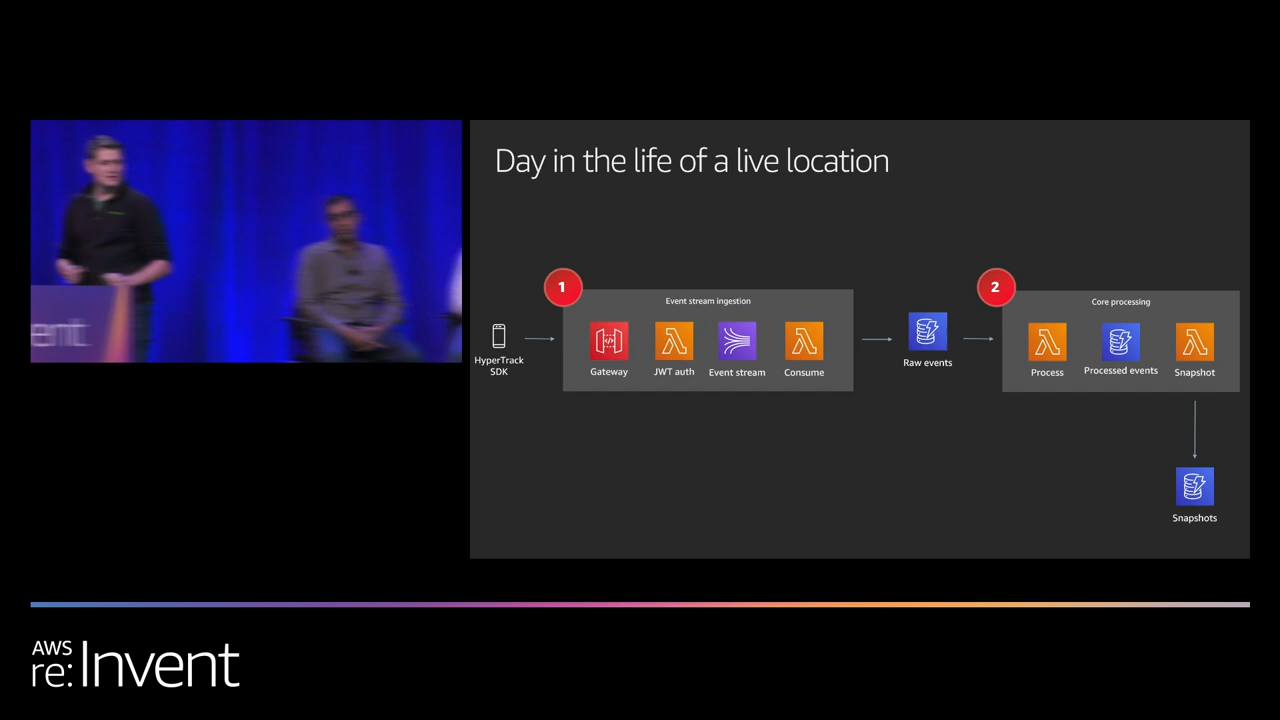 Day in the life of a live location
1
Event stream ingestion
2
Core processing
HyperTrack
SDK
Gateway
JWT auth
Event stream
Consume
Raw events
Process
Processed events
Snapshot
Snapshots
AWS
re:Invent